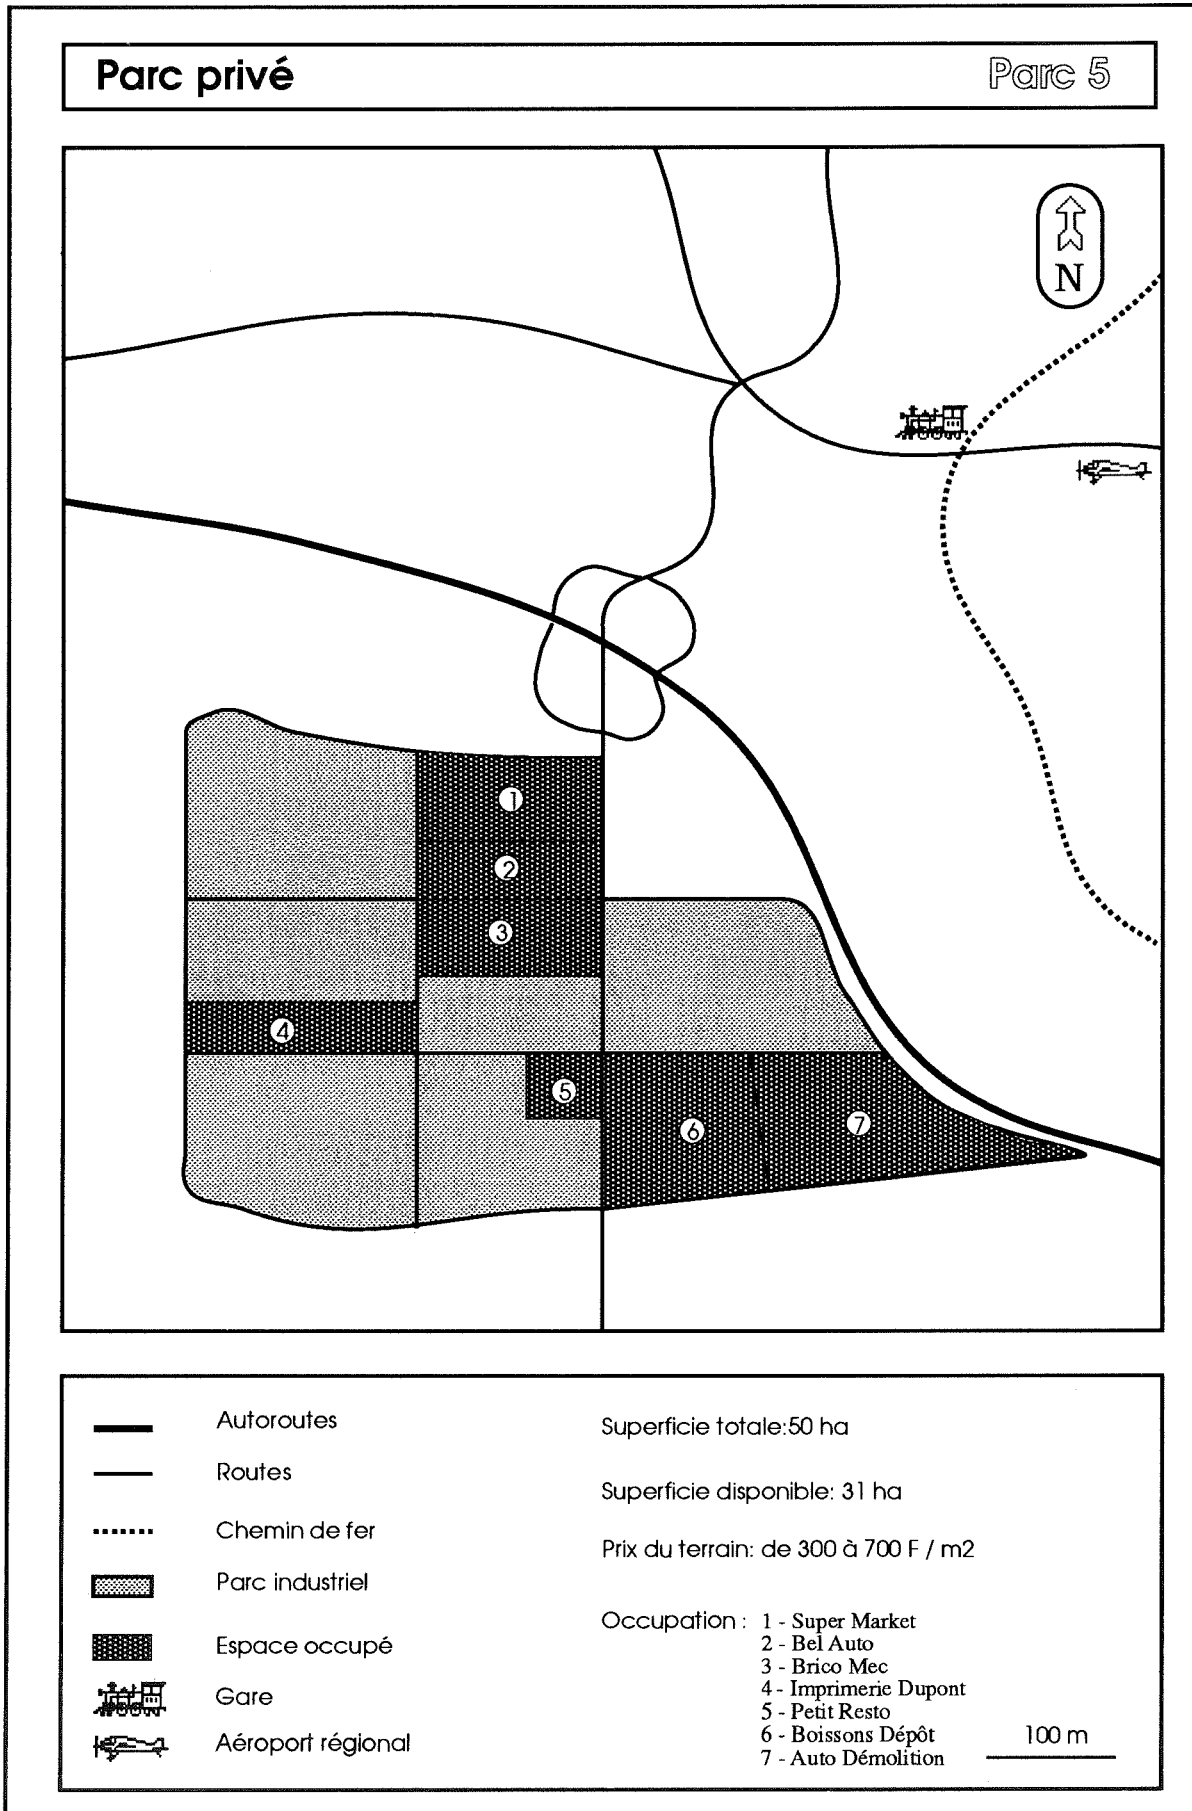 Parc privé
Parc 5
N
1
2
3
4
5
6
7
Autoroutes
Routes
Chemin de fer
Parc industriel
Espace occupé
Gare
Aéroport régional
Superficie totale:50 ha
Superficie disponible: 31 ha
Prix du terrain: de 300 à 700 F / m2
Occupation : 1 - Super Market
2 - Bel Auto
3 - Brico Mec
4 - Imprimerie Dupont
5 - Petit Resto
6 - Boissons Dépôt
7 - Auto Démolition
100 m